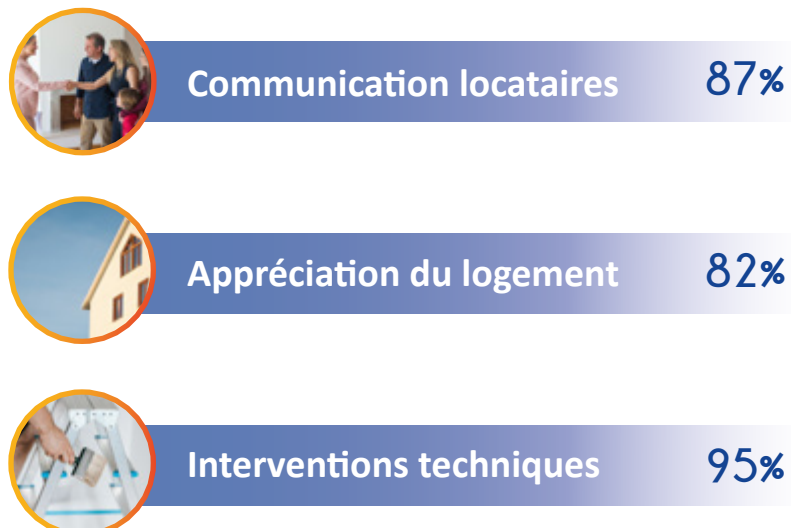 Communication locataires 87%
Appréciation du logement 82%
Interventions techniques 95%